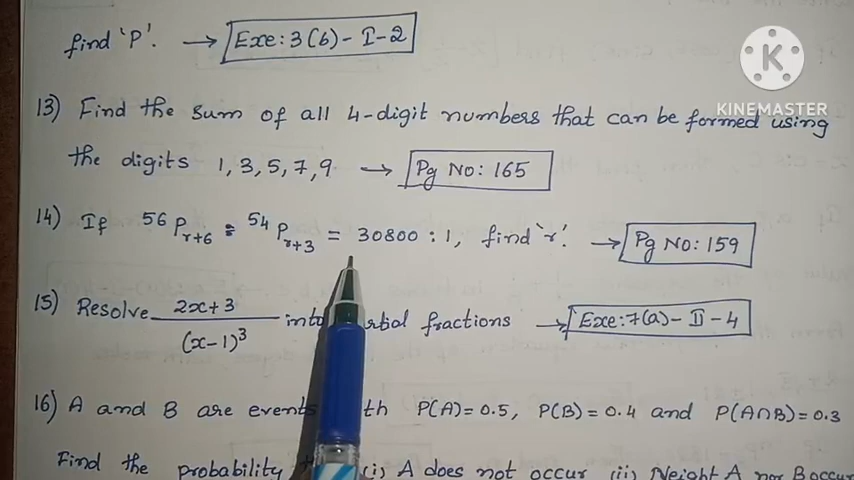 find 'P'. → Exe: 3(b) - I - 2
KINEMASTER
13) Find the sum of all 4-digit numbers that can be formed using
the digits 1, 3, 5, 7, 9 → Pg No: 165
14) If ⁵⁶Pᵣ₊₆ : ⁵⁴Pᵣ₊₃ = 30800 : 1, find 'r'. → Pg No: 159
15) Resolve (2x+3)/(x-1)³ into fractions → Exe: 7(a) - II - 4
16) A and B are events P(A) = 0.5, P(B) = 0.4 and P(A∩B) = 0.3
Find the probability (i) A does not occur (ii) Neight A nor B occur